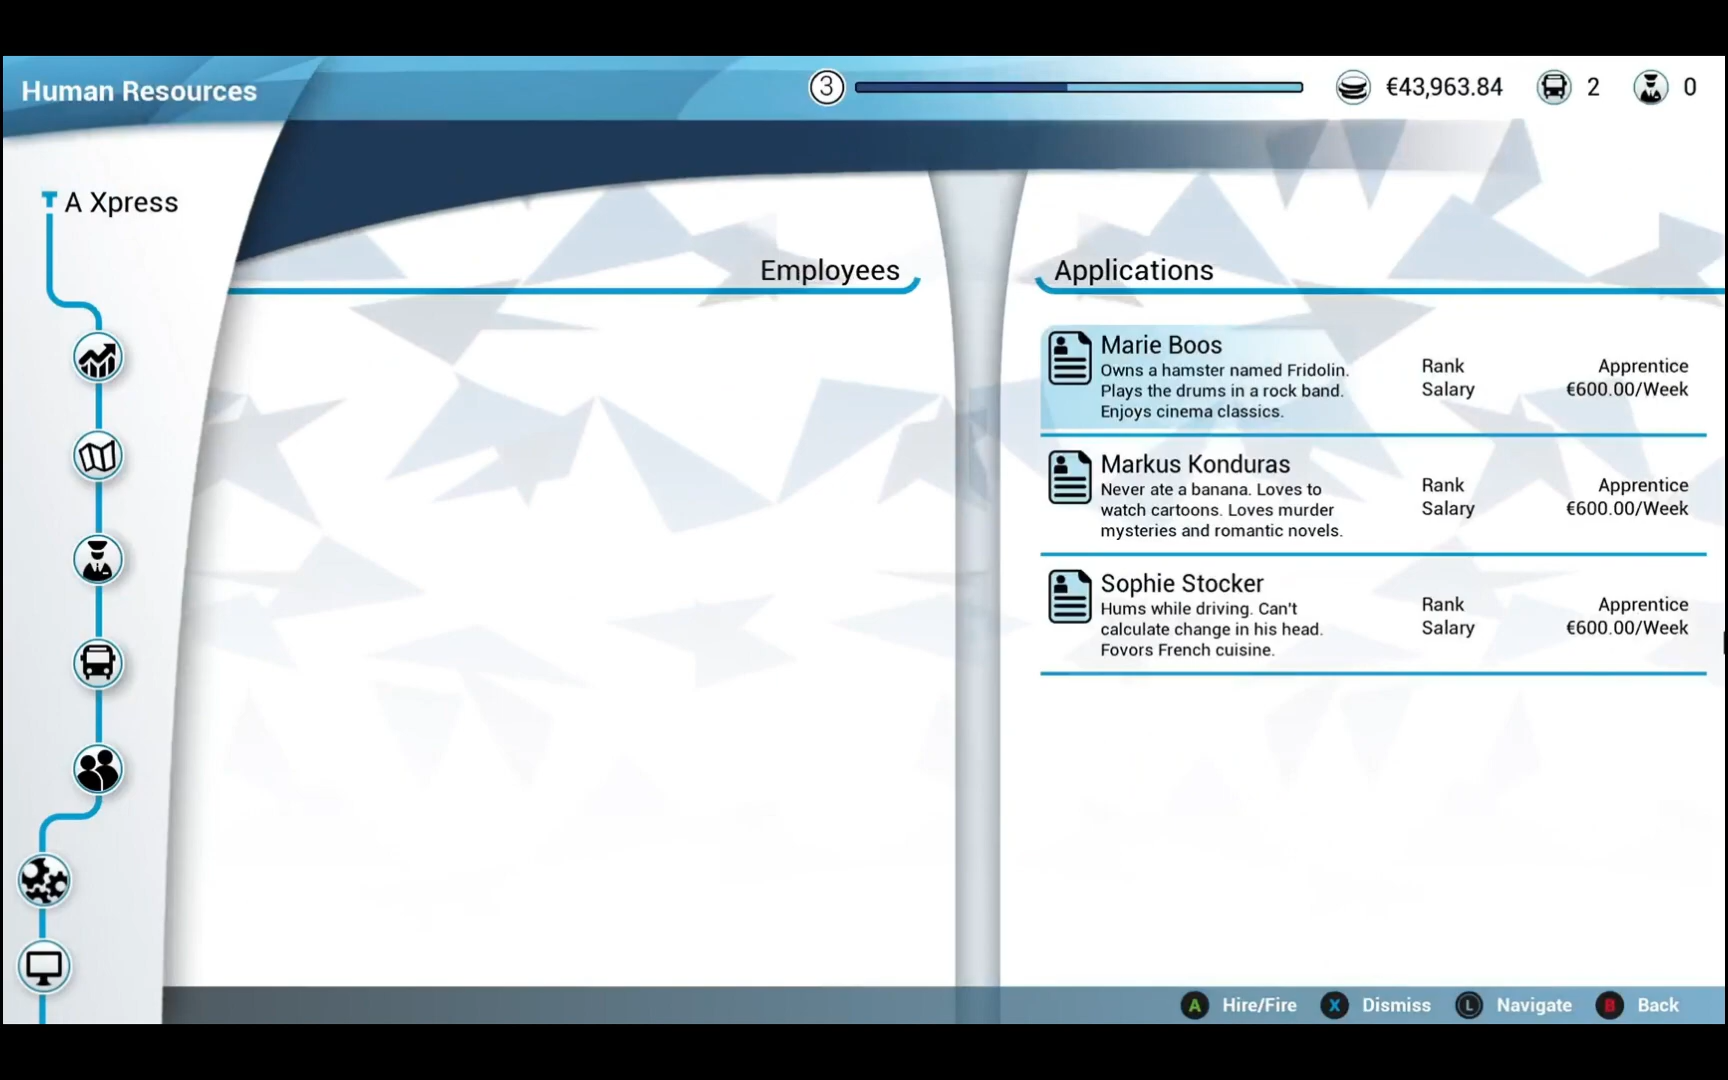 Human Resources
3
€43,963.84
2
0
A Xpress
Employees
Applications
Marie Boos
Owns a hamster named Fridolin.
Plays the drums in a rock band.
Enjoys cinema classics.
Rank Apprentice
Salary €600.00/Week
Markus Konduras
Never ate a banana. Loves to
watch cartoons. Loves murder
mysteries and romantic novels.
Rank Apprentice
Salary €600.00/Week
Sophie Stocker
Hums while driving. Can't
calculate change in his head.
Fovors French cuisine.
Rank Apprentice
Salary €600.00/Week
A Hire/Fire X Dismiss L Navigate B Back